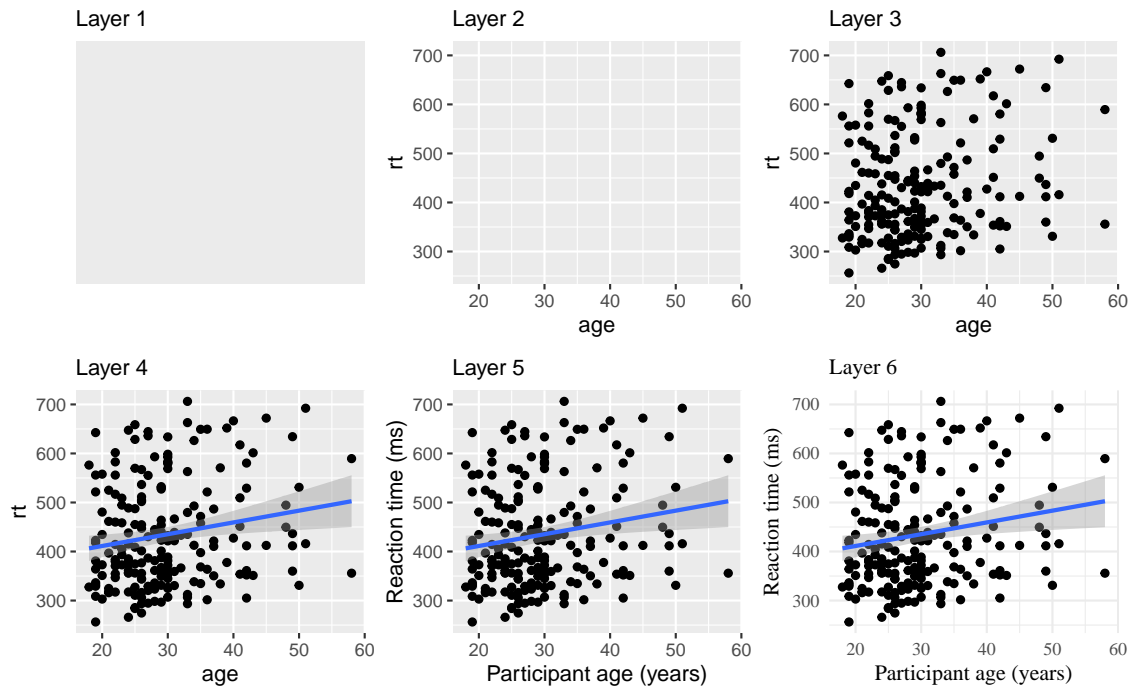 Layer 1
Layer 2
700
600
500
400
300
rt
20 30 40 50 60
age
Layer 3
700
600
500
400
300
rt
20 30 40 50 60
age
Layer 4
700
600
500
400
300
rt
20 30 40 50 60
age
Layer 5
700
600
500
400
300
Reaction time (ms)
20 30 40 50 60
Participant age (years)
Layer 6
700
600
500
400
300
Reaction time (ms)
20 30 40 50 60
Participant age (years)